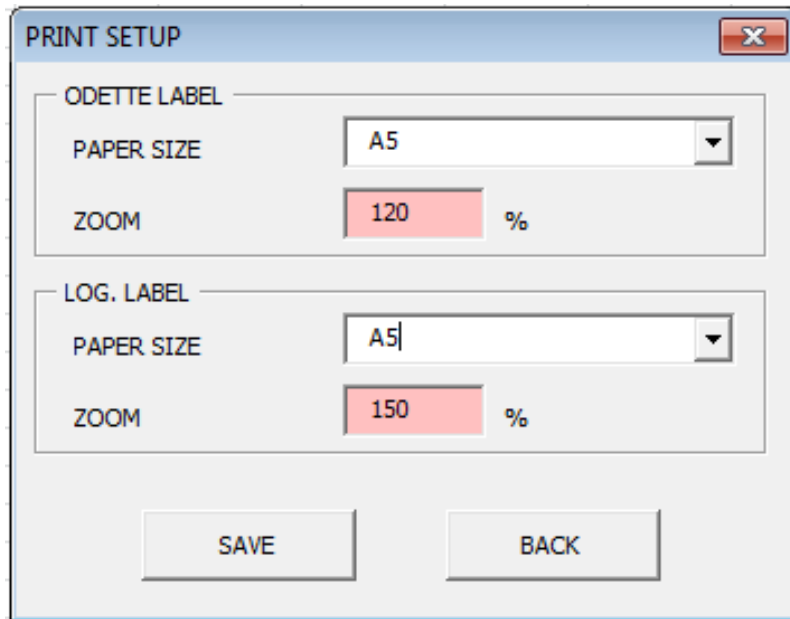 PRINT SETUP
ODETTE LABEL
PAPER SIZE A5
ZOOM 120 %
LOG. LABEL
PAPER SIZE A5
ZOOM 150 %
SAVE BACK